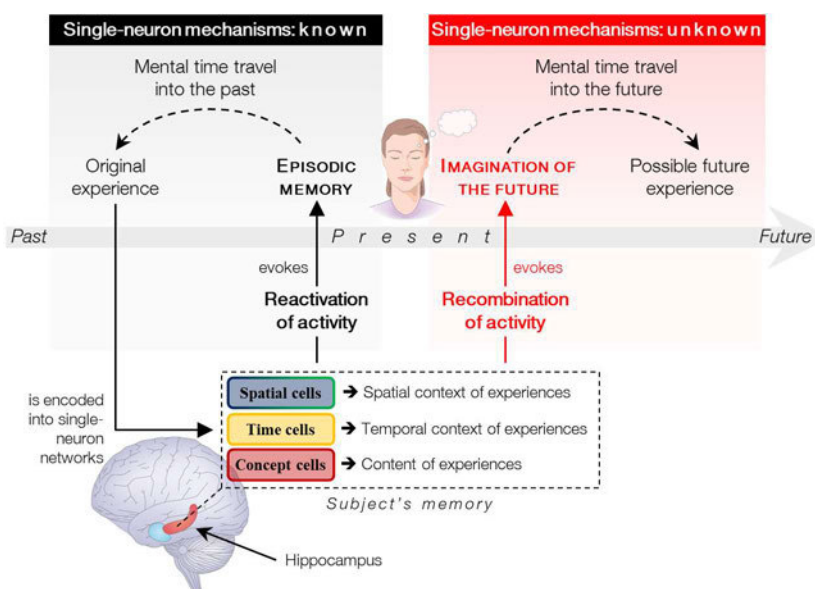 Single-neuron mechanisms: known
Single-neuron mechanisms: unknown
Mental time travel
into the past
Mental time travel
into the future
Original
experience
EPISODIC
MEMORY
IMAGINATION OF
THE FUTURE
Possible future
experience
Past
Present
Future
evokes
evokes
Reactivation
of activity
Recombination
of activity
is encoded
into single-
neuron
networks
Spatial cells ➔ Spatial context of experiences
Time cells ➔ Temporal context of experiences
Concept cells ➔ Content of experiences
Subject's memory
Hippocampus